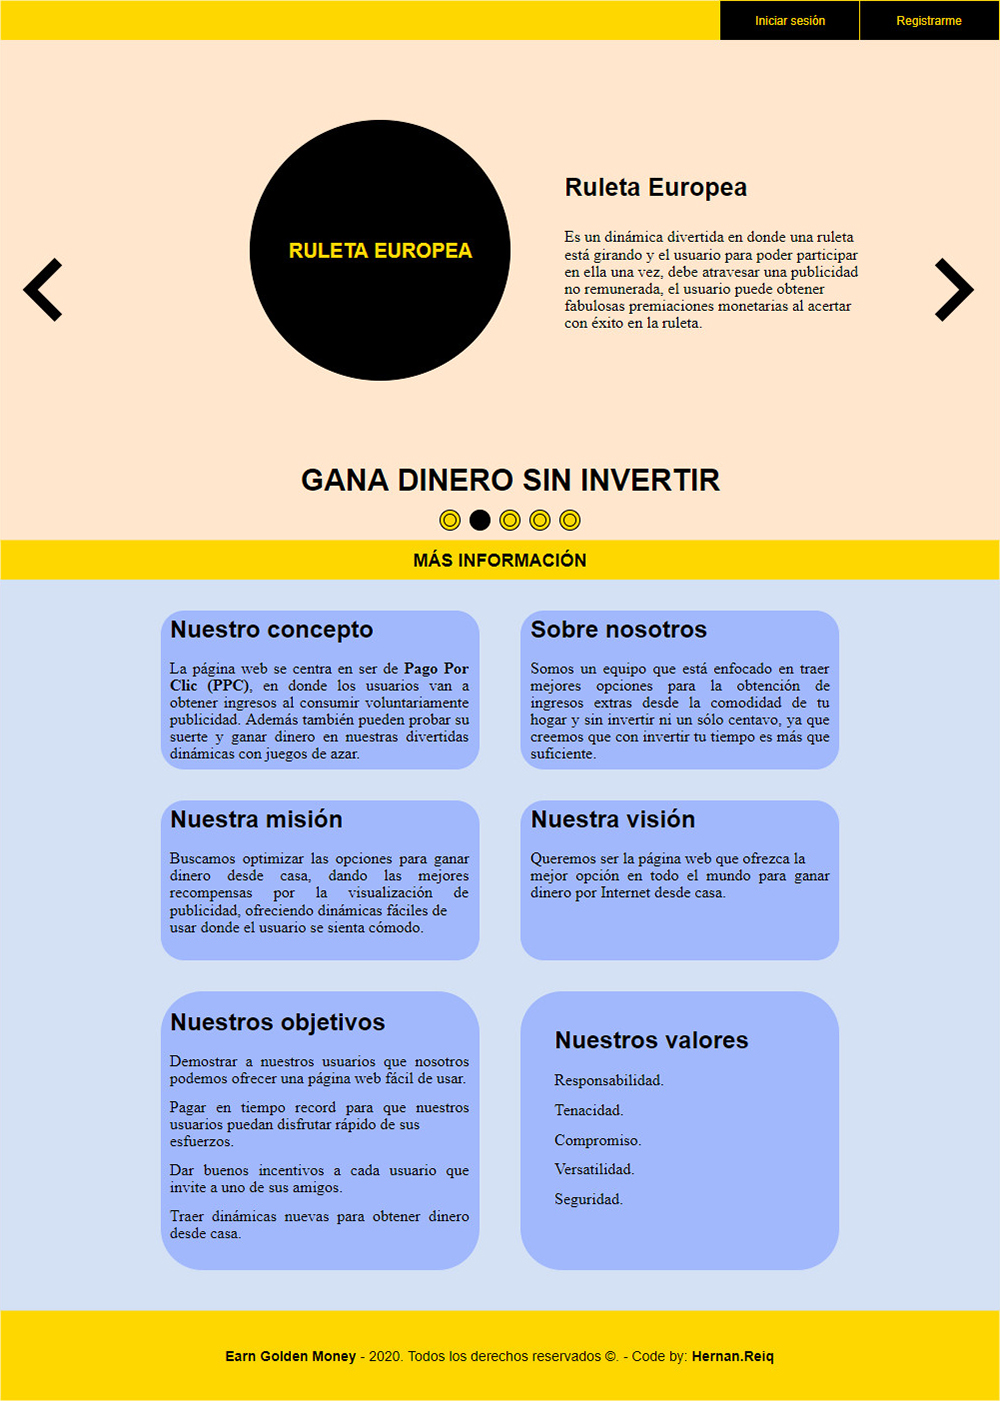 Iniciar sesión
Registrarme
RULETA EUROPEA
Ruleta Europea
Es un dinámica divertida en donde una ruleta
está girando y el usuario para poder participar
en ella una vez, debe atravesar una publicidad
no remunerada, el usuario puede obtener
fabulosas premiaciones monetarias al acertar
con éxito en la ruleta.
GANA DINERO SIN INVERTIR
MÁS INFORMACIÓN
Nuestro concepto
La página web se centra en ser de Pago Por
Clic (PPC), en donde los usuarios van a
obtener ingresos al consumir voluntariamente
publicidad. Además también pueden probar su
suerte y ganar dinero en nuestras divertidas
dinámicas con juegos de azar.
Sobre nosotros
Somos un equipo que está enfocado en traer
mejores opciones para la obtención de
ingresos extras desde la comodidad de tu
hogar y sin invertir ni un sólo centavo, ya que
creemos que con invertir tu tiempo es más que
suficiente.
Nuestra misión
Buscamos optimizar las opciones para ganar
dinero desde casa, dando las mejores
recompensas por la visualización de
publicidad, ofreciendo dinámicas fáciles de
usar donde el usuario se sienta cómodo.
Nuestra visión
Queremos ser la página web que ofrezca la
mejor opción en todo el mundo para ganar
dinero por Internet desde casa.
Nuestros objetivos
Demostrar a nuestros usuarios que nosotros
podemos ofrecer una página web fácil de usar.
Pagar en tiempo record para que nuestros
usuarios puedan disfrutar rápido de sus
esfuerzos.
Dar buenos incentivos a cada usuario que
invite a uno de sus amigos.
Traer dinámicas nuevas para obtener dinero
desde casa.
Nuestros valores
Responsabilidad.
Tenacidad.
Compromiso.
Versatilidad.
Seguridad.
Earn Golden Money - 2020. Todos los derechos reservados ©. - Code by: Hernan.Reiq